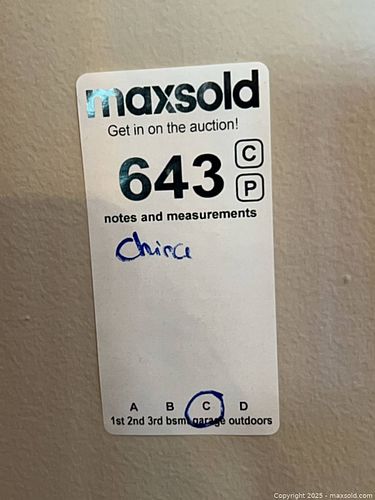 maxsold
Get in on the auction!
643 C
P
notes and measurements
China
A B C D
1st 2nd 3rd bsmt garage outdoors
Copyright 2025 - maxsold.com